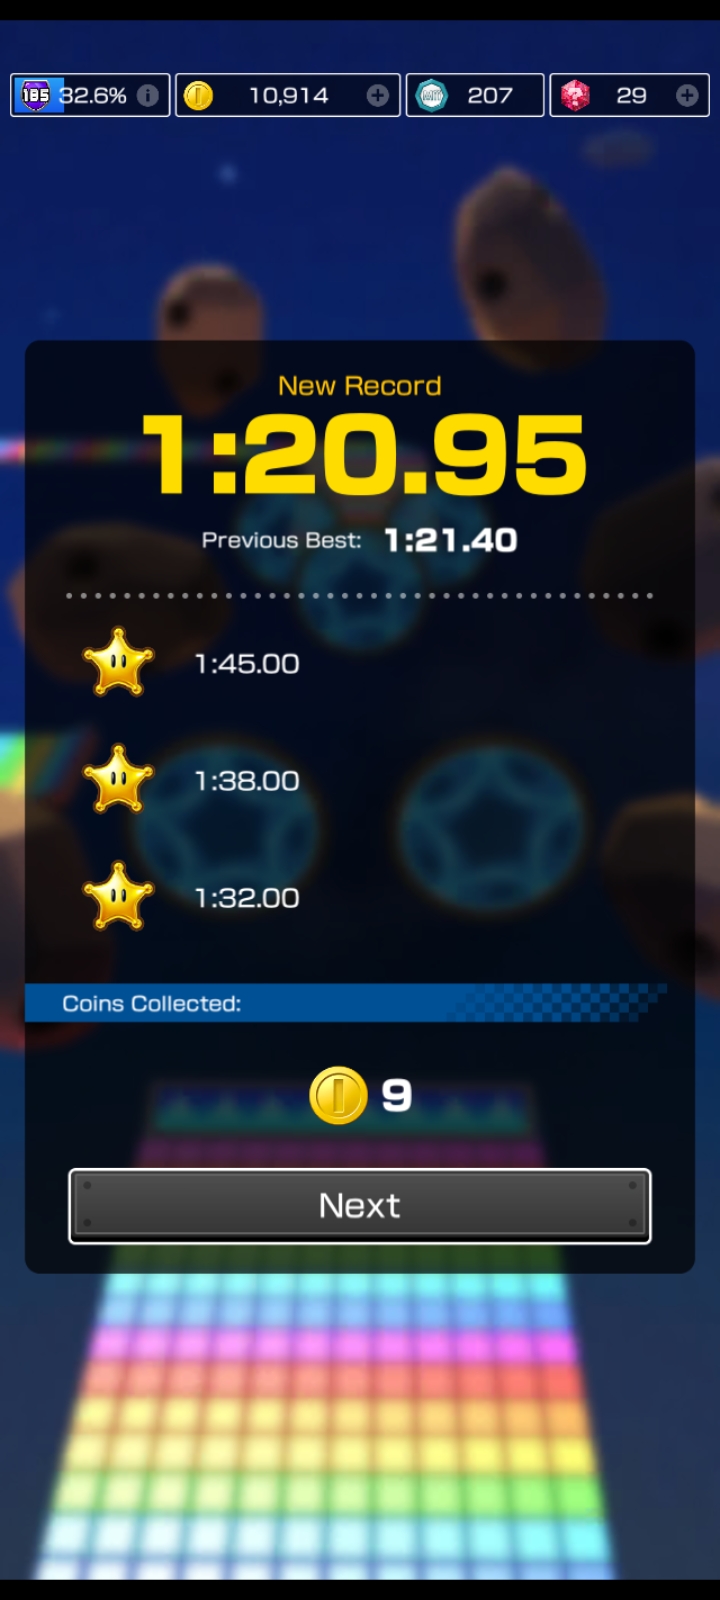 185 32.6% i 10,914 + 207 ? 29 +
New Record
1:20.95
Previous Best: 1:21.40
1:45.00
1:38.00
1:32.00
Coins Collected:
9
Next